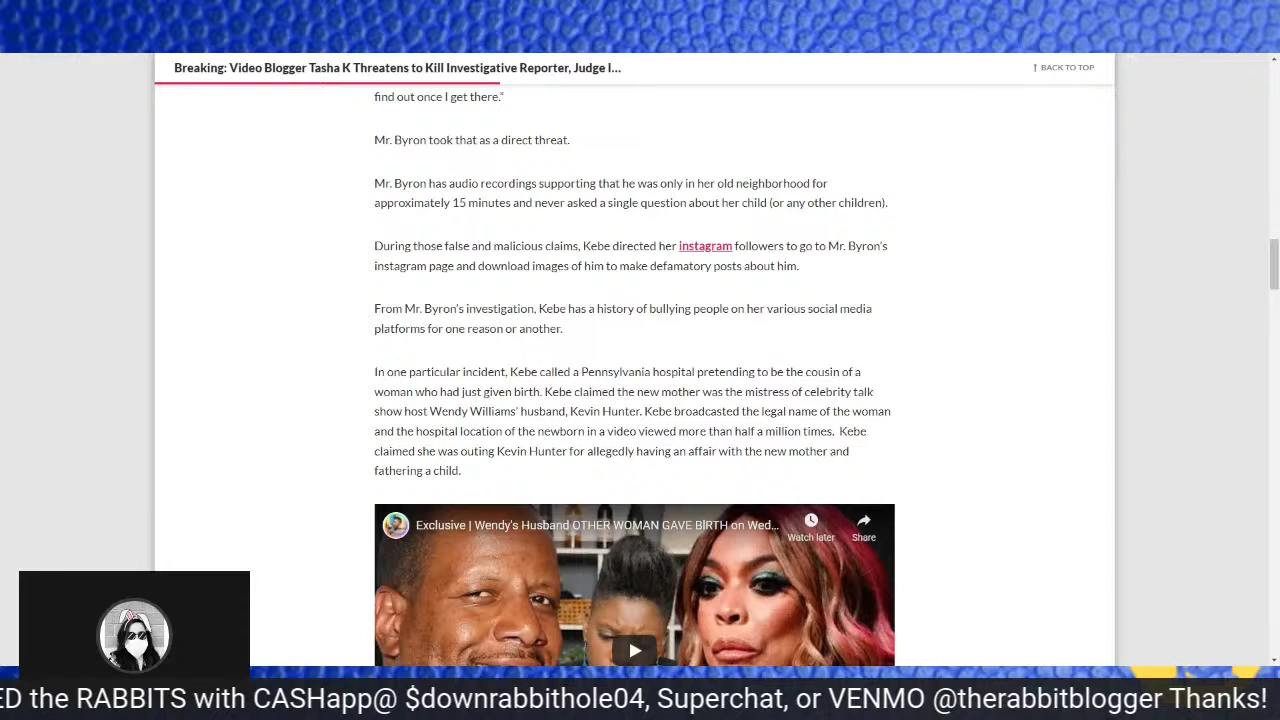 Breaking: Video Blogger Tasha K Threatens to Kill Investigative Reporter, Judge I...
↑ BACK TO TOP
find out once I get there."
Mr. Byron took that as a direct threat.
Mr. Byron has audio recordings supporting that he was only in her old neighborhood for
approximately 15 minutes and never asked a single question about her child (or any other children).
During those false and malicious claims, Kebe directed her instagram followers to go to Mr. Byron's
instagram page and download images of him to make defamatory posts about him.
From Mr. Byron's investigation, Kebe has a history of bullying people on her various social media
platforms for one reason or another.
In one particular incident, Kebe called a Pennsylvania hospital pretending to be the cousin of a
woman who had just given birth. Kebe claimed the new mother was the mistress of celebrity talk
show host Wendy Williams' husband, Kevin Hunter. Kebe broadcasted the legal name of the woman
and the hospital location of the newborn in a video viewed more than half a million times. Kebe
claimed she was outing Kevin Hunter for allegedly having an affair with the new mother and
fathering a child.
Exclusive | Wendy's Husband OTHER WOMAN GAVE BIRTH on Wed...
Watch later
Share
ED the RABBITS with CASHapp@ $downrabbithole04, Superchat, or VENMO @therabbitblogger Thanks!